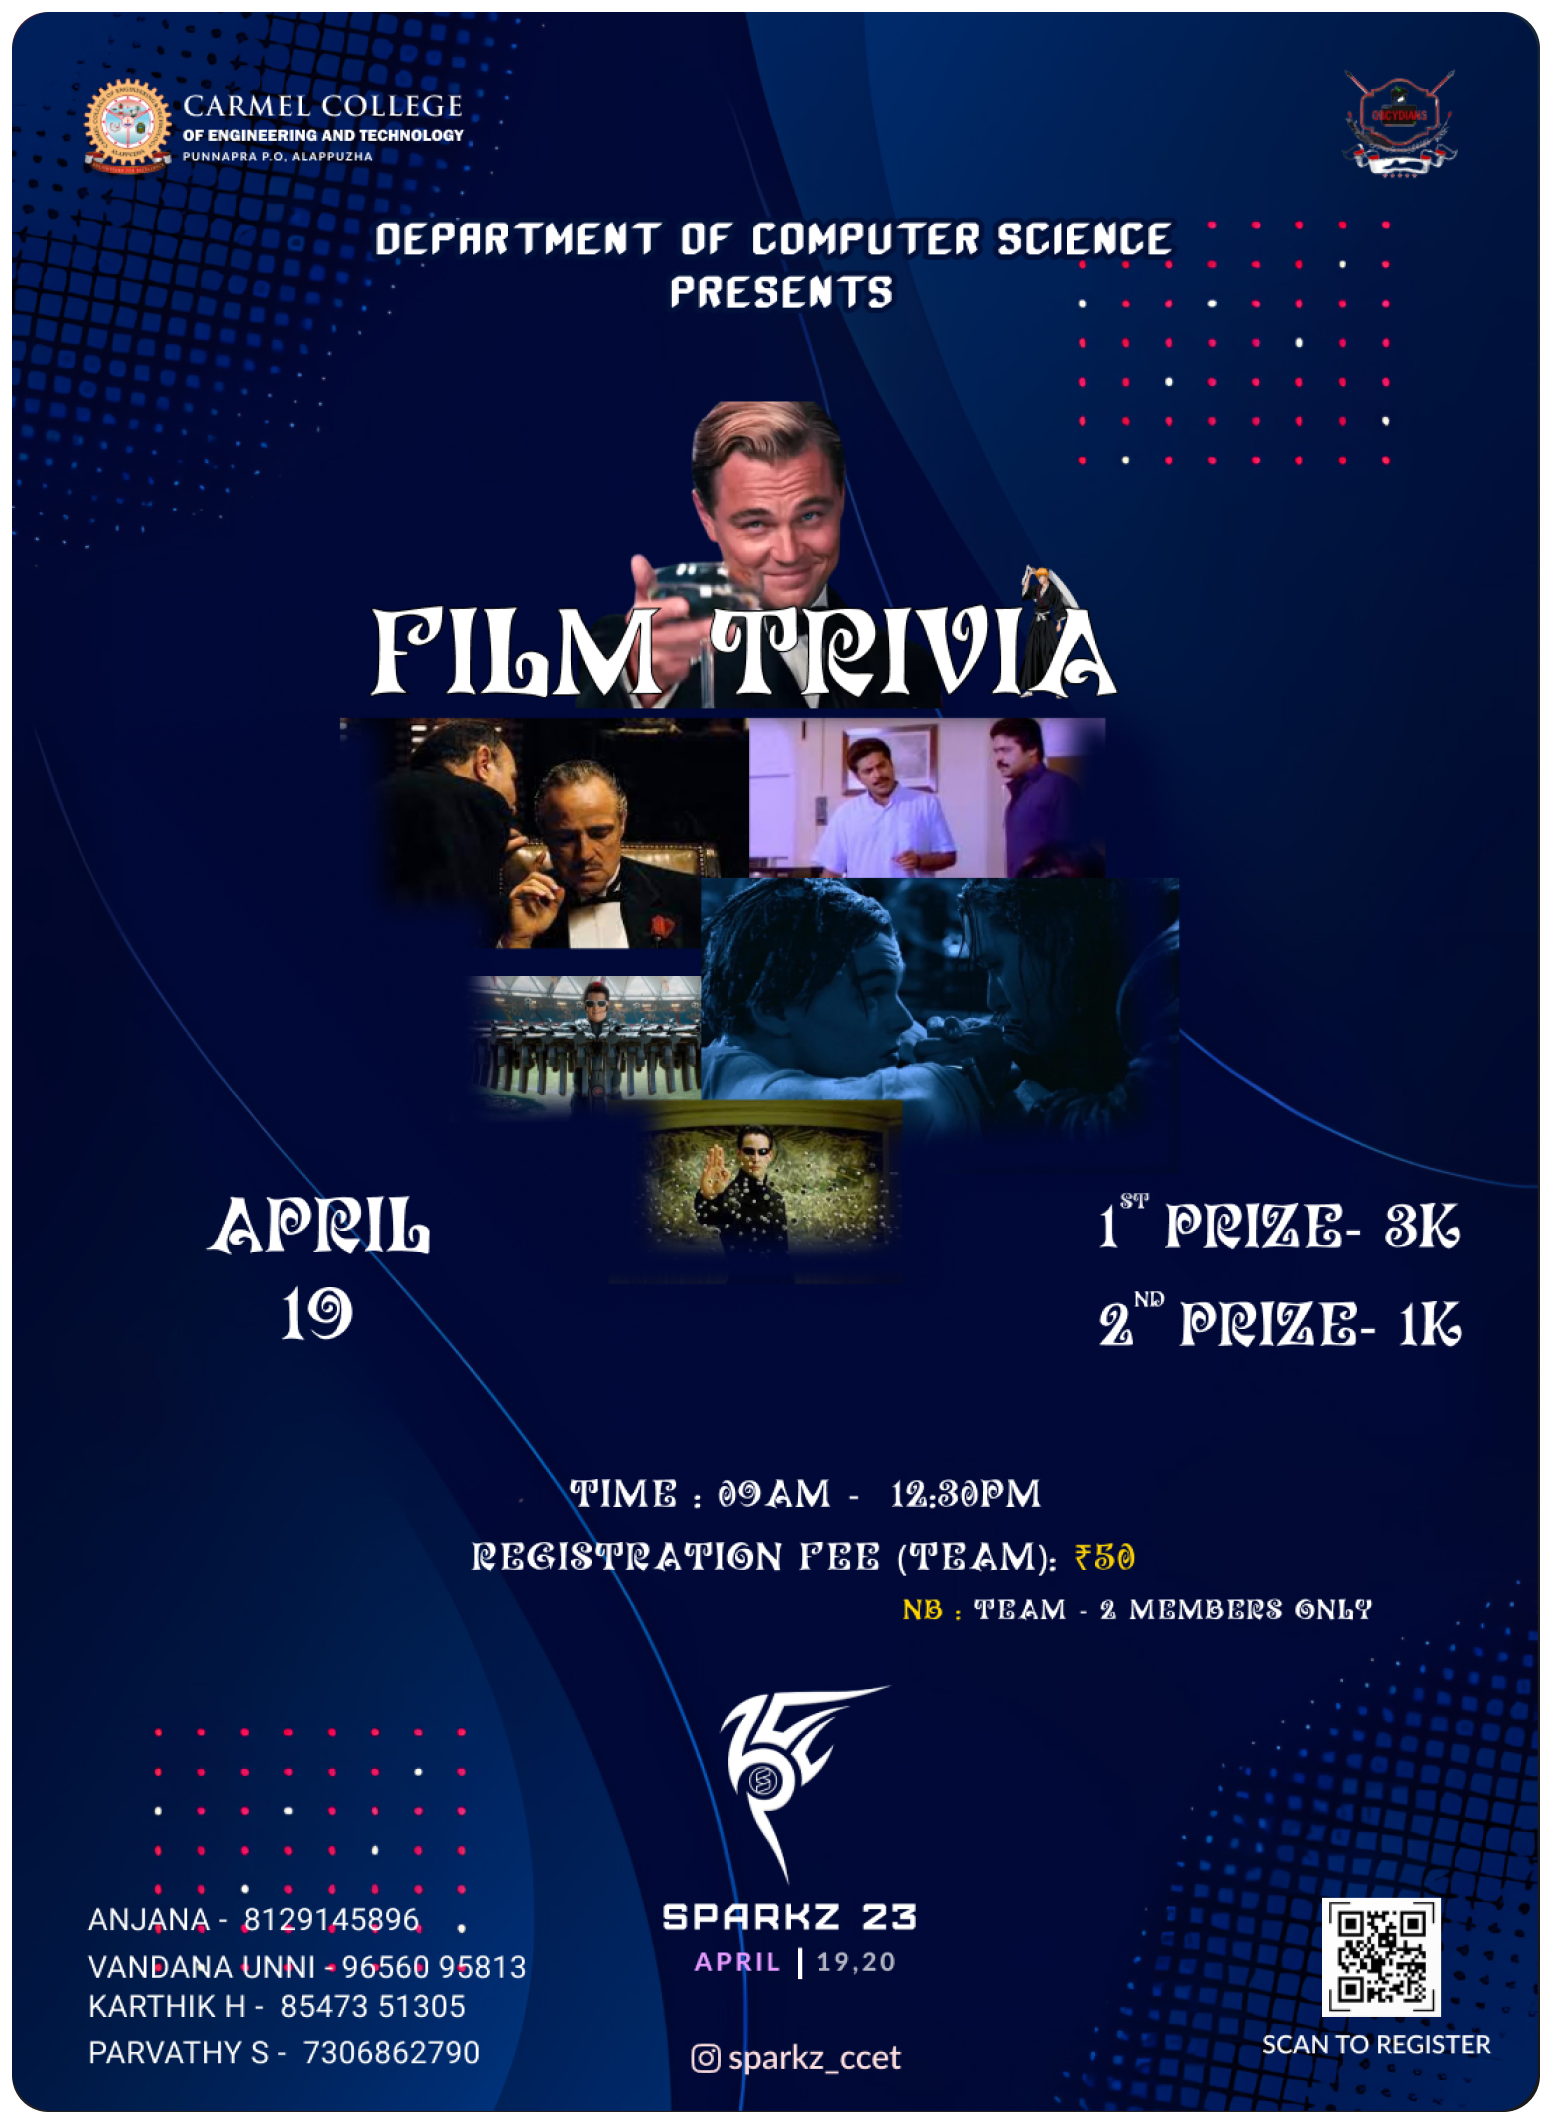 CARMEL COLLEGE
OF ENGINEERING AND TECHNOLOGY
PUNNAPRA P.O, ALAPPUZHA
OBCYDIANS
DEPARTMENT OF COMPUTER SCIENCE
PRESENTS
FILM TRIVIA
APRIL
19
1ST PRIZE- 3K
2ND PRIZE- 1K
TIME : 09AM - 12:30PM
REGISTRATION FEE (TEAM): ₹50
NB : TEAM - 2 MEMBERS ONLY
SPARKZ 23
APRIL | 19,20
sparkz_ccet
ANJANA - 8129145896
VANDANA UNNI - 96560 95813
KARTHIK H - 85473 51305
PARVATHY S - 7306862790
SCAN TO REGISTER